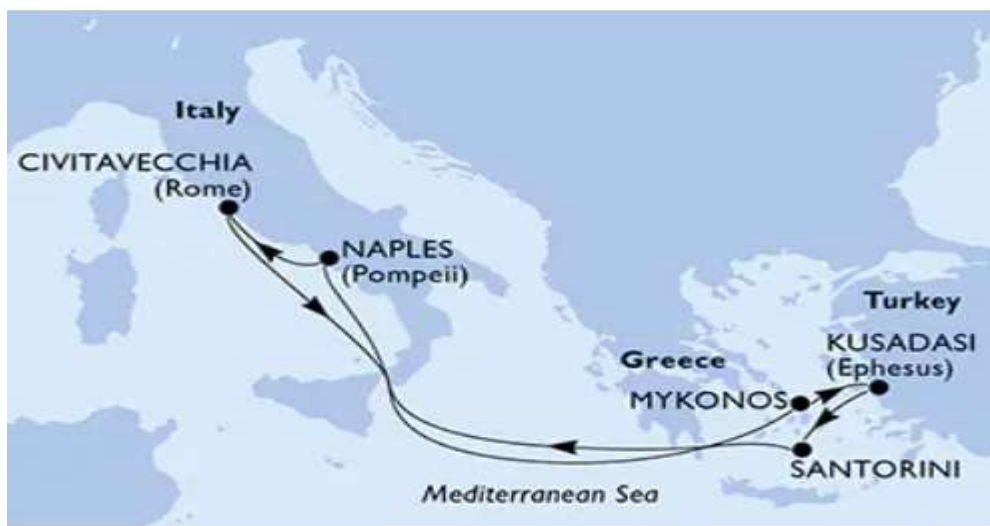 Italy
CIVITAVECCHIA
(Rome)
NAPLES
(Pompeii)
Turkey
KUSADASI
(Ephesus)
Greece
MYKONOS
SANTORINI
Mediterranean Sea